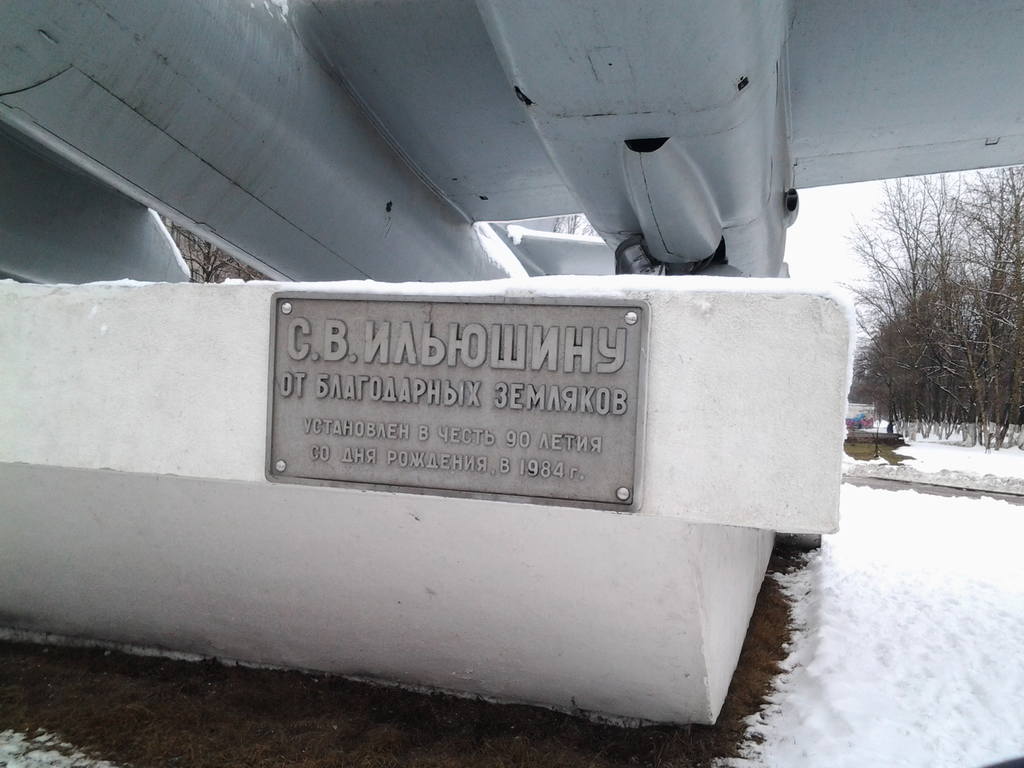 С.В.ИЛЬЮШИНУ
ОТ БЛАГОДАРНЫХ ЗЕМЛЯКОВ
УСТАНОВЛЕН В ЧЕСТЬ 90 ЛЕТИЯ
СО ДНЯ РОЖДЕНИЯ, В 1984 г.